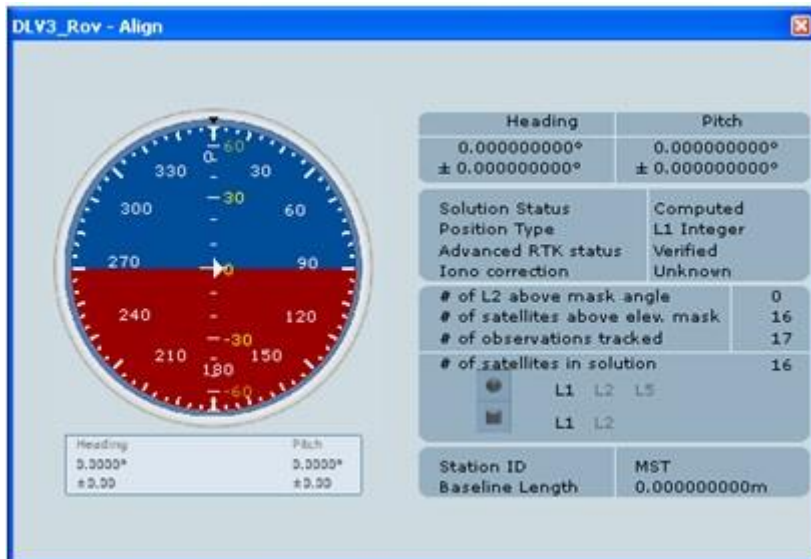 DLV3_Rov - Align
0
60
330
30
30
300
60
270
0
90
240
120
-30
210
150
180
-60
Heading Pitch
0.0000° 0.0000°
±0.00 ±0.00
Heading Pitch
0.000000000° 0.000000000°
± 0.000000000° ± 0.000000000°
Solution Status Computed
Position Type L1 Integer
Advanced RTK status Verified
Iono correction Unknown
# of L2 above mask angle 0
# of satellites above elev. mask 16
# of observations tracked 17
# of satellites in solution 16
L1 L2 L5
L1 L2
Station ID MST
Baseline Length 0.000000000m